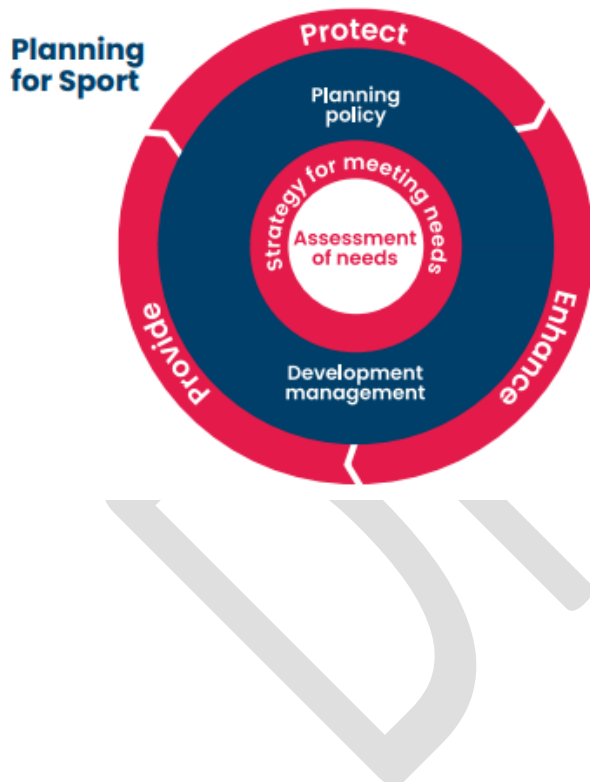 Planning
for Sport
Protect
Planning
policy
Strategy for meeting needs
Assessment
of needs
Development
management
Provide
Enhance